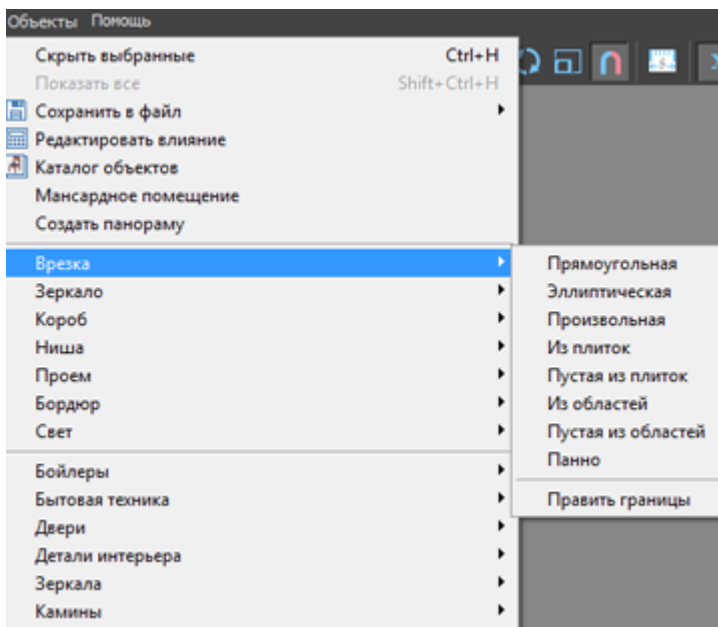 Объекты Помощь
Скрыть выбранные Ctrl+H
Показать все Shift+Ctrl+H
Сохранить в файл
Редактировать влияние
Каталог объектов
Мансардное помещение
Создать панораму
Врезка
Зеркало
Короб
Ниша
Проем
Бордюр
Свет
Бойлеры
Бытовая техника
Двери
Детали интерьера
Зеркала
Камины
Прямоугольная
Эллиптическая
Произвольная
Из плиток
Пустая из плиток
Из областей
Пустая из областей
Панно
Править границы